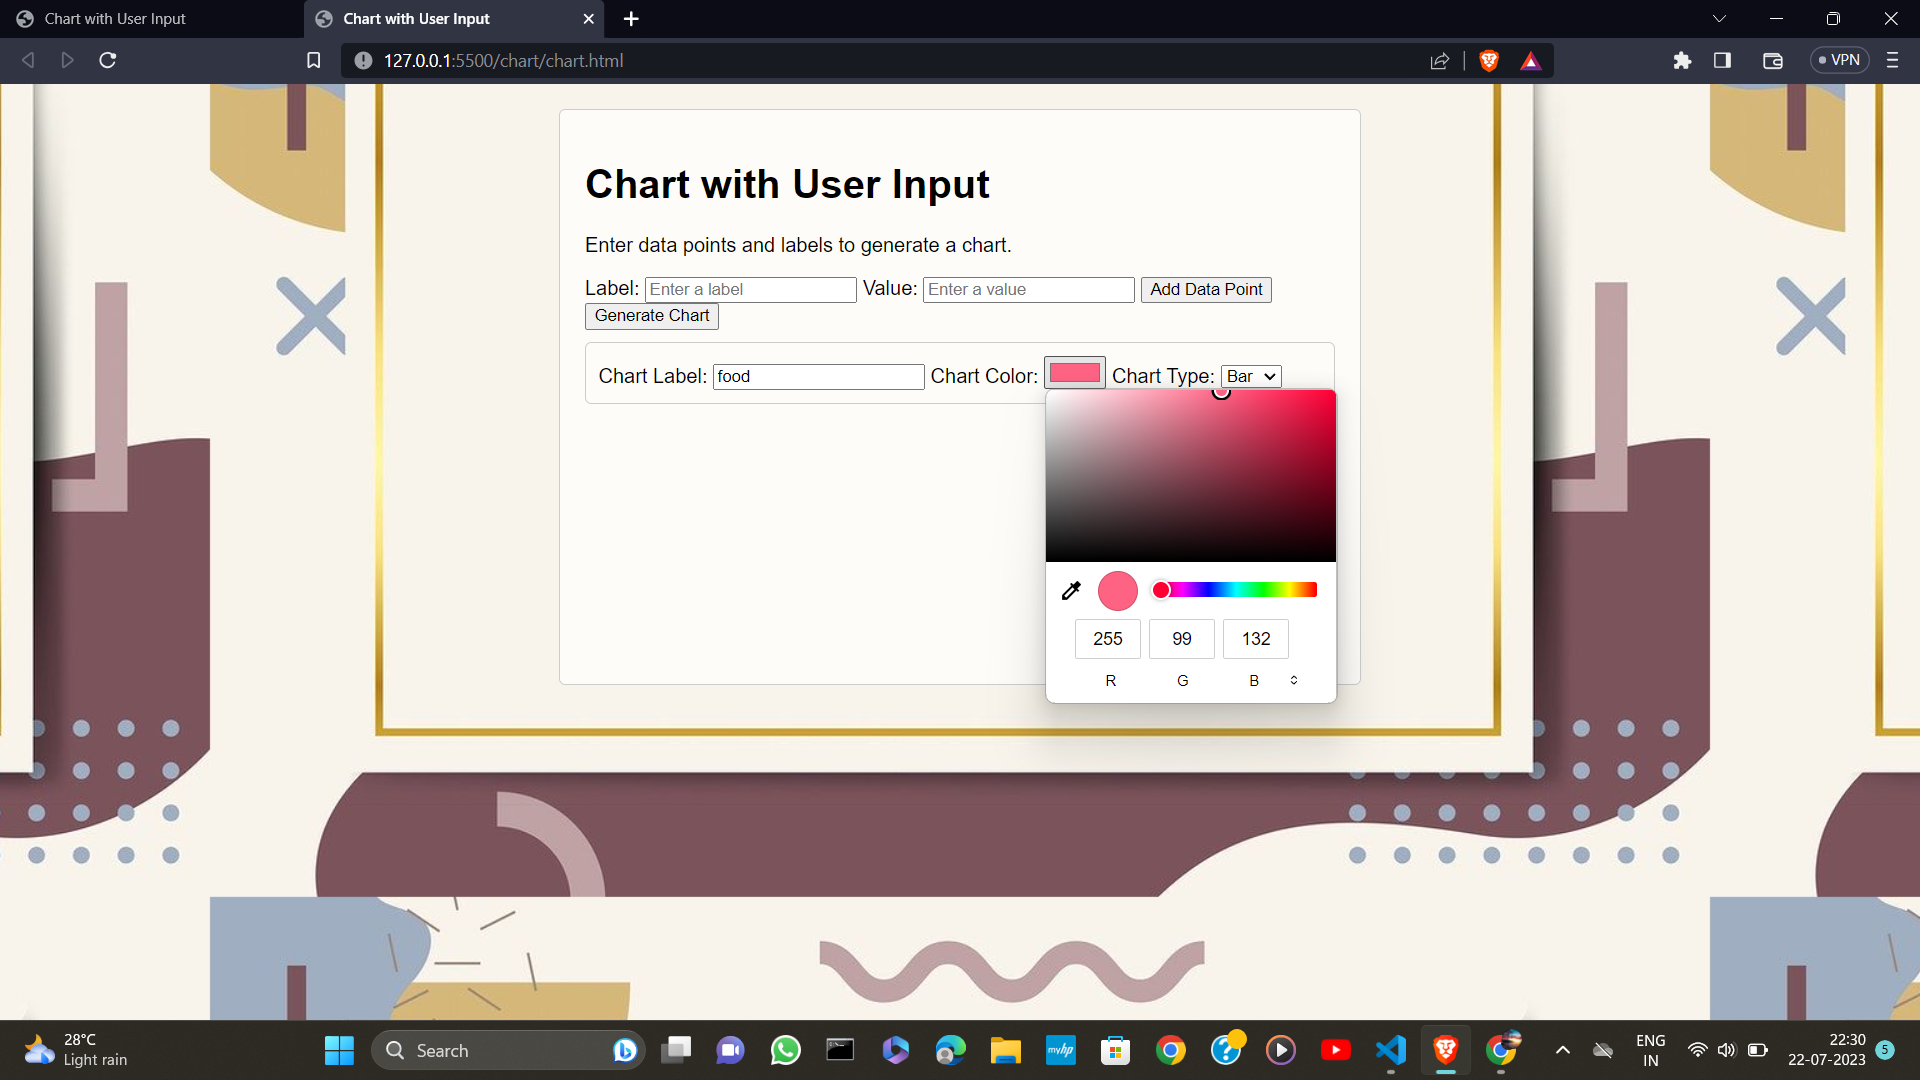 Chart with User Input
Chart with User Input
127.0.0.1:5500/chart/chart.html
VPN
Chart with User Input
Enter data points and labels to generate a chart.
Label: Enter a label Value: Enter a value Add Data Point
Generate Chart
Chart Label: food Chart Color: Chart Type: Bar
255 99 132
R G B
28°C
Light rain
Search
myhp
ENG
IN
22:30
22-07-2023
5